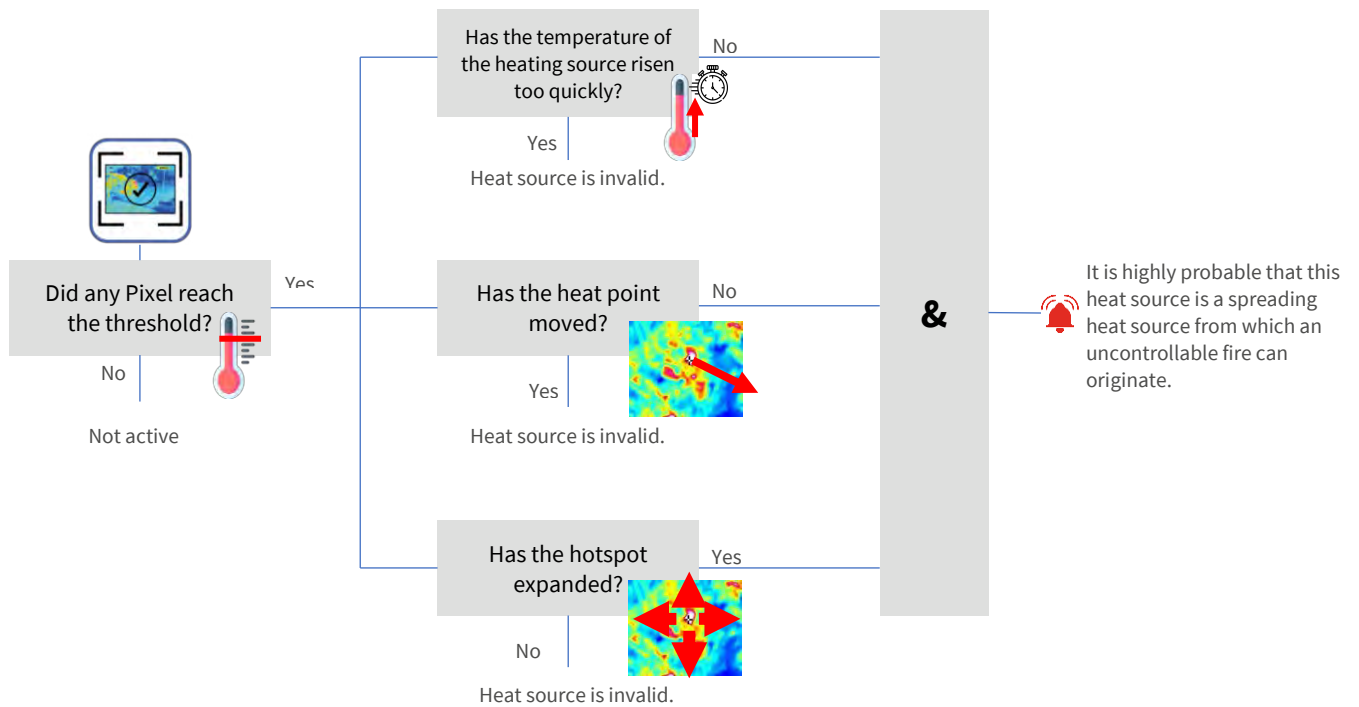 Has the temperature of
the heating source risen
too quickly?
No
Yes
Heat source is invalid.
Did any Pixel reach
the threshold?
Yes
No
Not active
Has the heat point
moved?
No
Yes
Heat source is invalid.
Has the hotspot
expanded?
Yes
No
Heat source is invalid.
&
It is highly probable that this
heat source is a spreading
heat source from which an
uncontrollable fire can
originate.